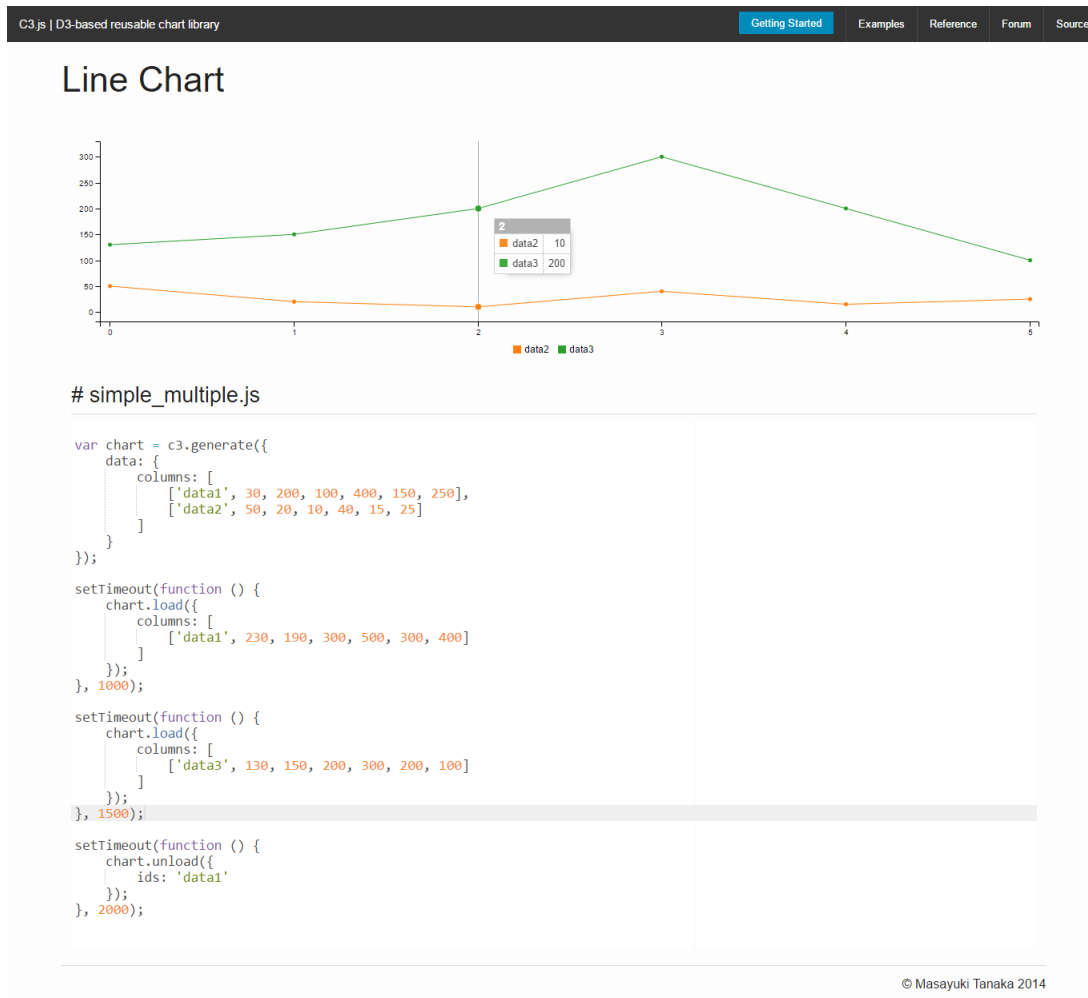 C3.js | D3-based reusable chart library
Getting Started
Examples
Reference
Forum
Source
Line Chart
300
250
200
150
100
50
0
0
1
2
3
4
5
2
data2 10
data3 200
data2 data3
# simple_multiple.js
var chart = c3.generate({
    data: {
        columns: [
            ['data1', 30, 200, 100, 400, 150, 250],
            ['data2', 50, 20, 10, 40, 15, 25]
        ]
    }
});
setTimeout(function () {
    chart.load({
        columns: [
            ['data1', 230, 190, 300, 500, 300, 400]
        ]
    });
}, 1000);
setTimeout(function () {
    chart.load({
        columns: [
            ['data3', 130, 150, 200, 300, 200, 100]
        ]
    });
}, 1500);
setTimeout(function () {
    chart.unload({
        ids: 'data1'
    });
}, 2000);
© Masayuki Tanaka 2014